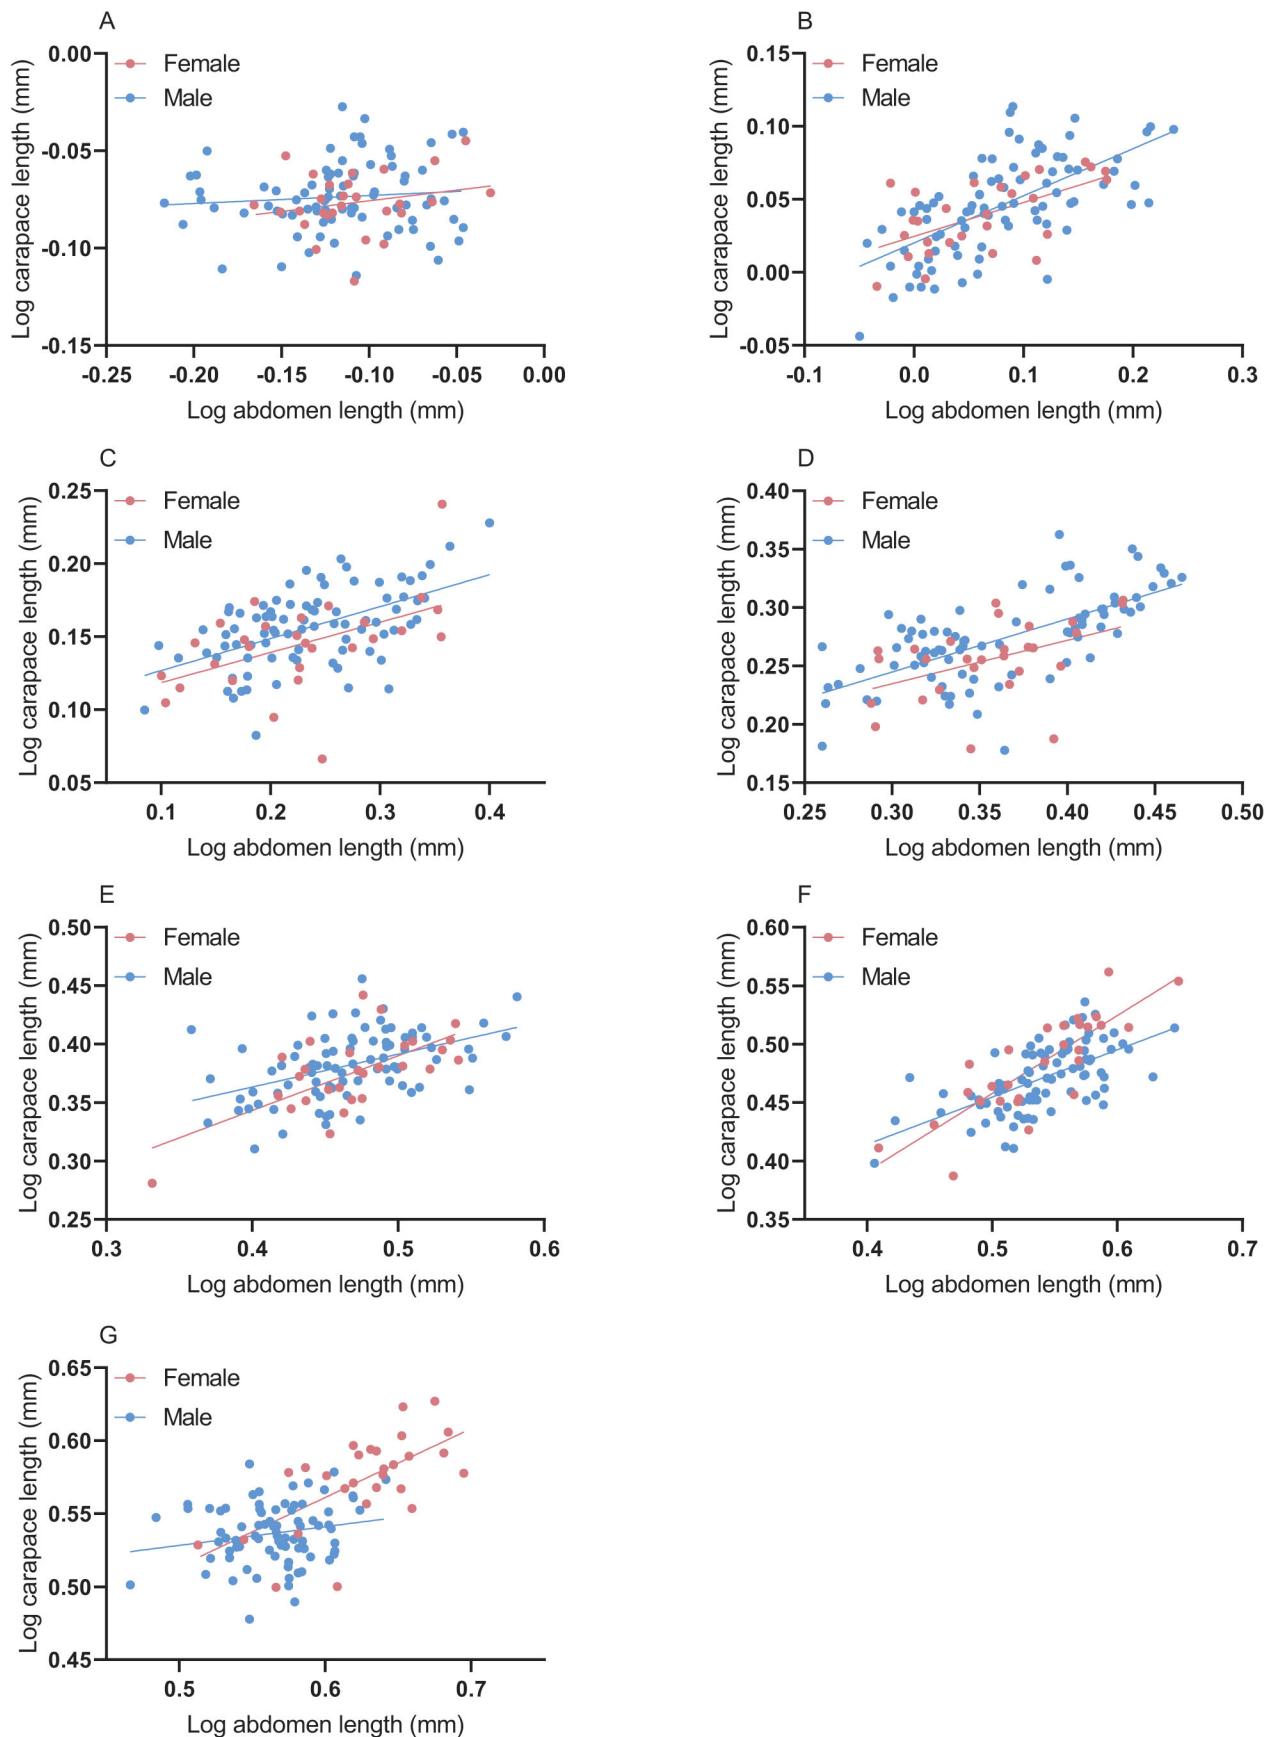 A
Log carapace length (mm)
0.00
-0.05
-0.10
-0.15
Female
Male
-0.25 -0.20 -0.15 -0.10 -0.05 0.00
Log abdomen length (mm)
B
Log carapace length (mm)
0.15
0.10
0.05
0.00
-0.05
Female
Male
-0.1 0.0 0.1 0.2 0.3
Log abdomen length (mm)
C
Log carapace length (mm)
0.25
0.20
0.15
0.10
0.05
Female
Male
0.1 0.2 0.3 0.4
Log abdomen length (mm)
D
Log carapace length (mm)
0.40
0.35
0.30
0.25
0.20
0.15
Female
Male
0.25 0.30 0.35 0.40 0.45 0.50
Log abdomen length (mm)
E
Log carapace length (mm)
0.50
0.45
0.40
0.35
0.30
0.25
Female
Male
0.3 0.4 0.5 0.6
Log abdomen length (mm)
F
Log carapace length (mm)
0.60
0.55
0.50
0.45
0.40
0.35
Female
Male
0.4 0.5 0.6 0.7
Log abdomen length (mm)
G
Log carapace length (mm)
0.65
0.60
0.55
0.50
0.45
Female
Male
0.5 0.6 0.7
Log abdomen length (mm)